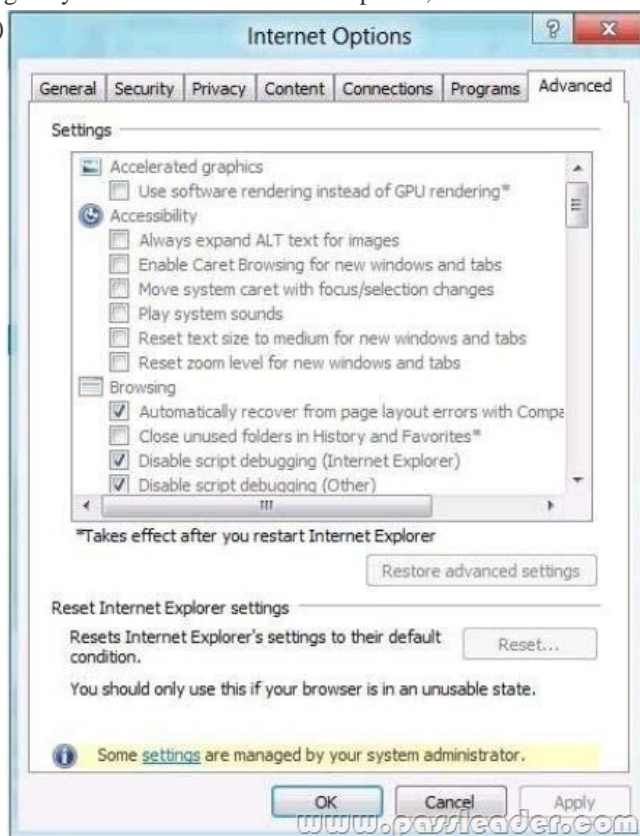 Internet Options
General Security Privacy Content Connections Programs Advanced
Settings
Accelerated graphics
Use software rendering instead of GPU rendering*
Accessibility
Always expand ALT text for images
Enable Caret Browsing for new windows and tabs
Move system caret with focus/selection changes
Play system sounds
Reset text size to medium for new windows and tabs
Reset zoom level for new windows and tabs
Browsing
Automatically recover from page layout errors with Compa
Close unused folders in History and Favorites*
Disable script debugging (Internet Explorer)
Disable script debugging (Other)
*Takes effect after you restart Internet Explorer
Restore advanced settings
Reset Internet Explorer settings
Resets Internet Explorer's settings to their default
condition.
Reset...
You should only use this if your browser is in an unusable state.
Some settings are managed by your system administrator.
OK Cancel Apply
www.passleader.com